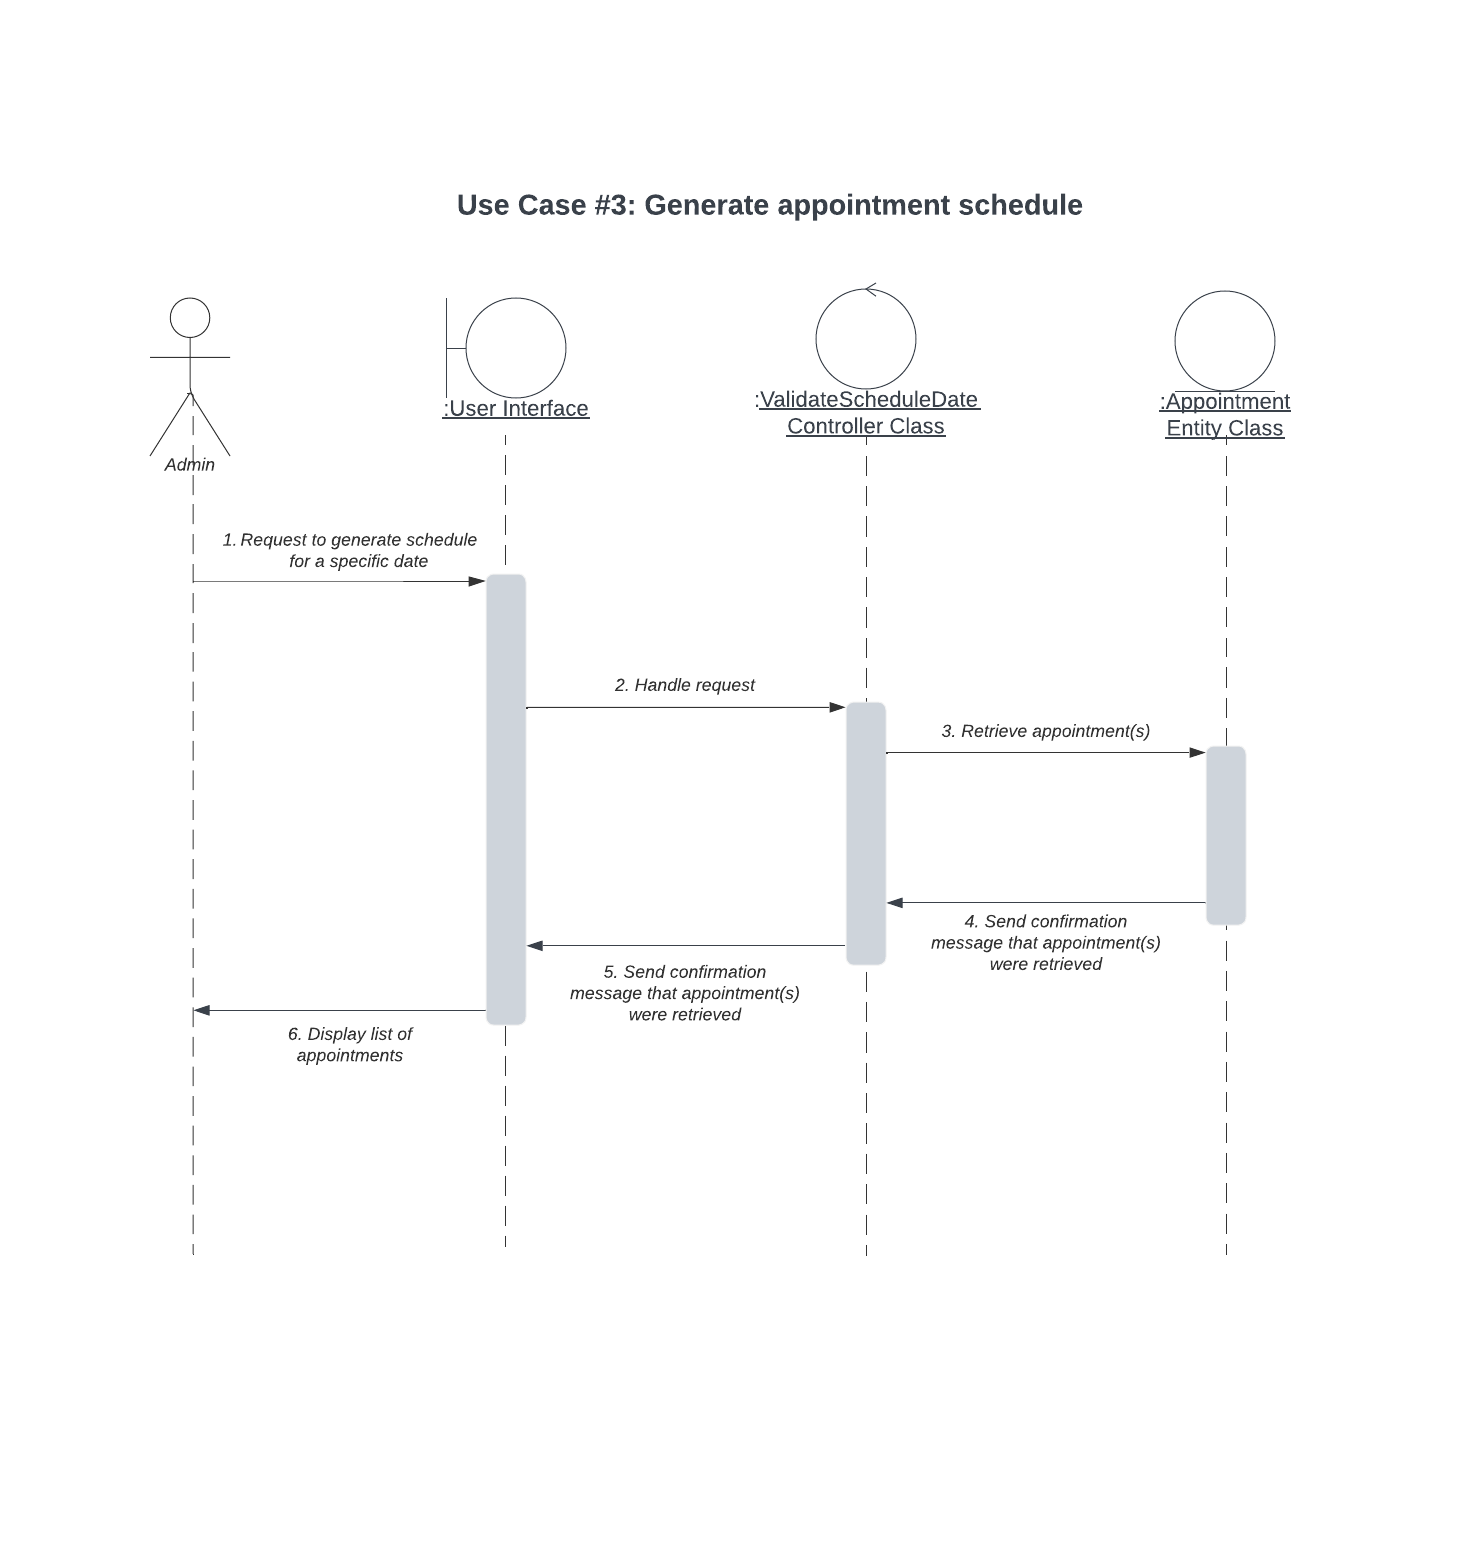 Use Case #3: Generate appointment schedule
:User Interface
:ValidateScheduleDate
Controller Class
:Appointment
Entity Class
Admin
1. Request to generate schedule
for a specific date
2. Handle request
3. Retrieve appointment(s)
4. Send confirmation
message that appointment(s)
were retrieved
5. Send confirmation
message that appointment(s)
were retrieved
6. Display list of
appointments